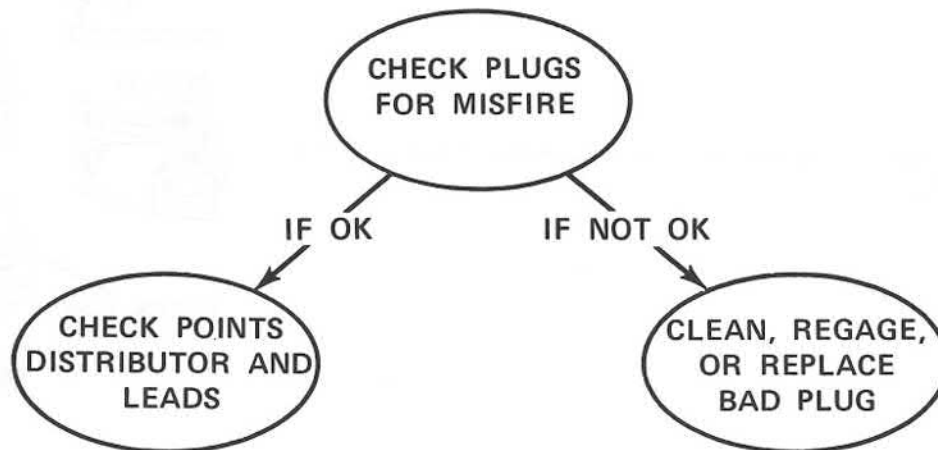 CHECK PLUGS
FOR MISFIRE
IF OK
IF NOT OK
CHECK POINTS
DISTRIBUTOR AND
LEADS
CLEAN, REGAGE,
OR REPLACE
BAD PLUG